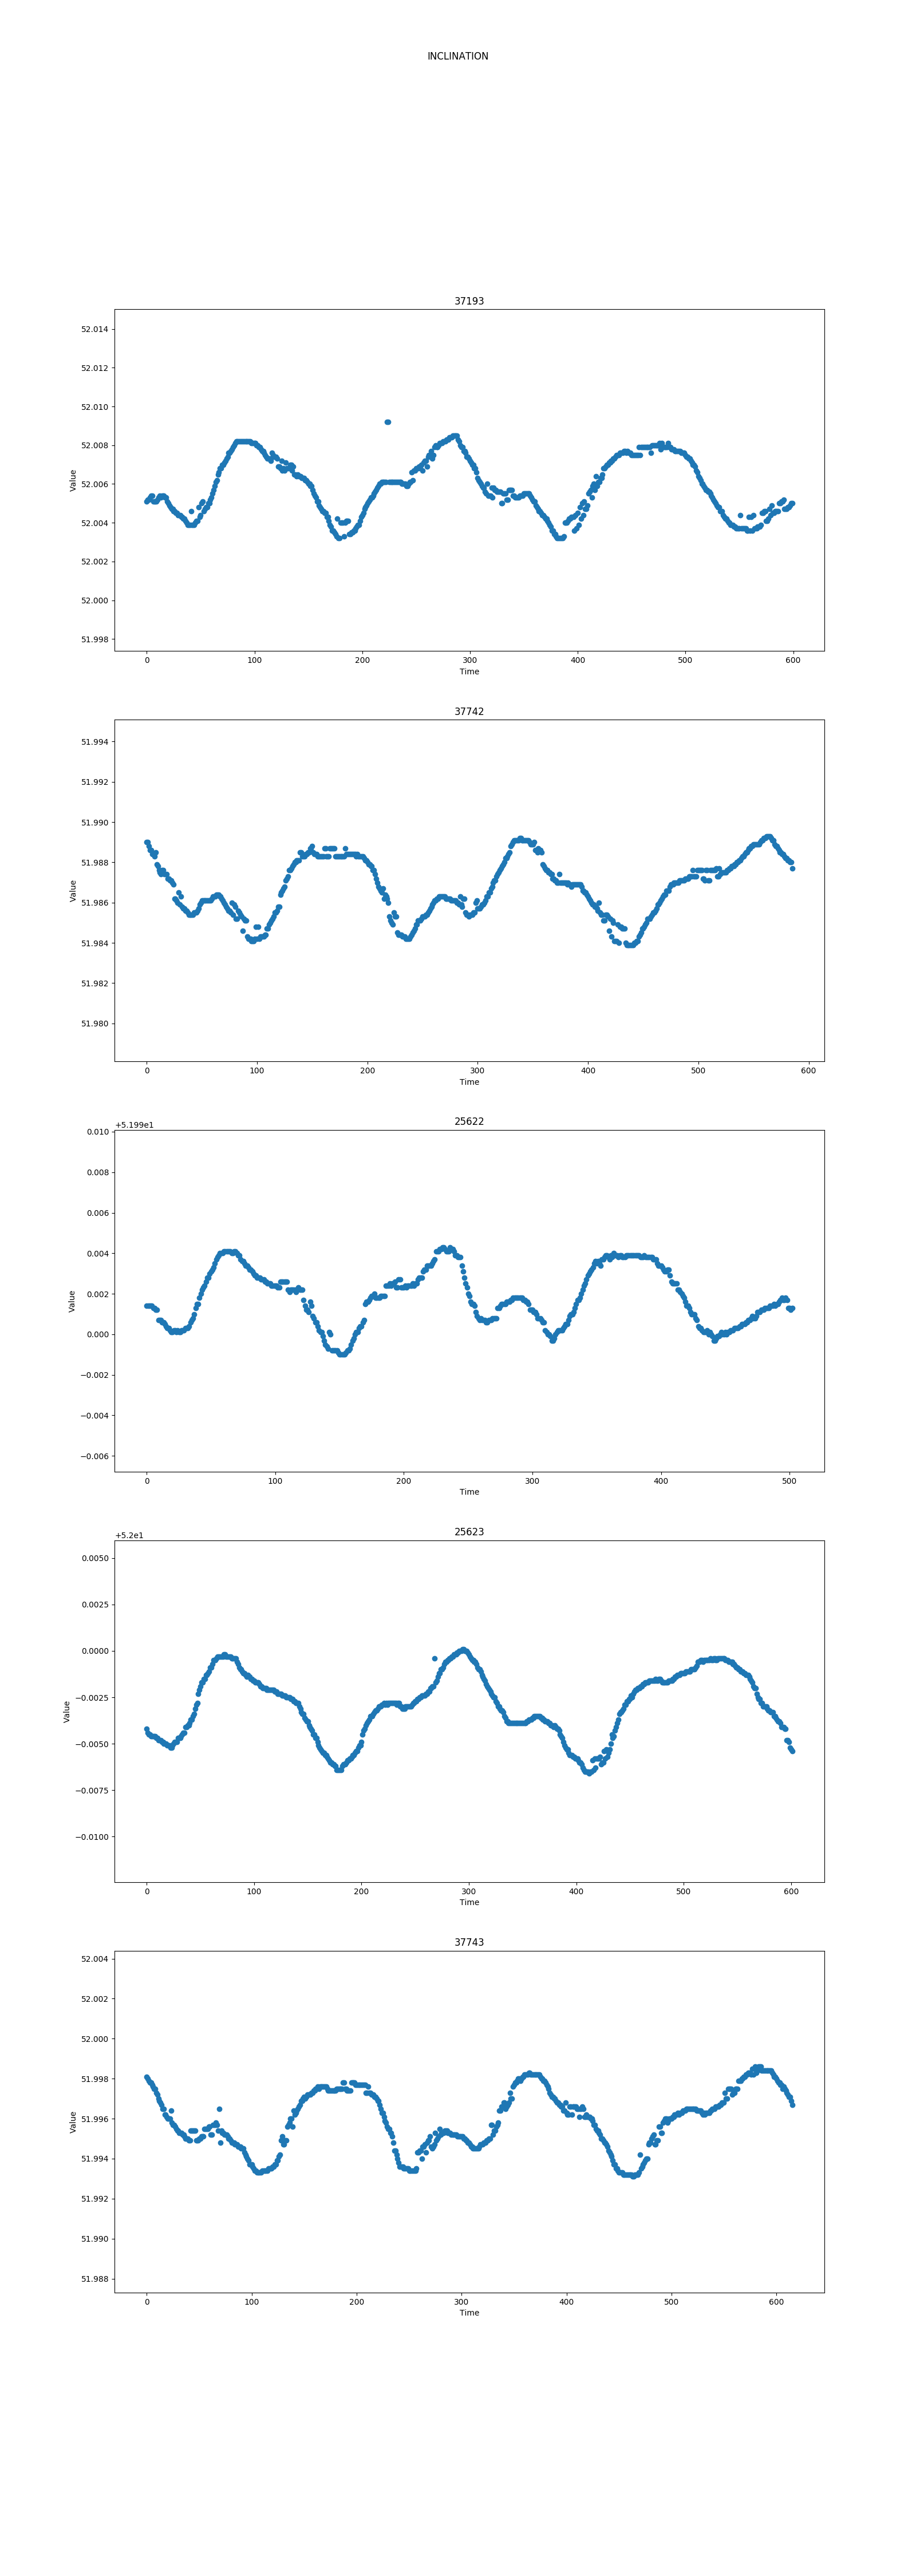 INCLINATION
37193
52.014
52.012
52.010
52.008
52.006
52.004
52.002
52.000
51.998
Value
0 100 200 300 400 500 600
Time
37742
51.994
51.992
51.990
51.988
51.986
51.984
51.982
51.980
Value
0 100 200 300 400 500 600
Time
25622
+5.199e1
0.010
0.008
0.006
0.004
0.002
0.000
−0.002
−0.004
−0.006
Value
0 100 200 300 400 500
Time
25623
+5.2e1
0.0050
0.0025
0.0000
−0.0025
−0.0050
−0.0075
−0.0100
Value
0 100 200 300 400 500 600
Time
37743
52.004
52.002
52.000
51.998
51.996
51.994
51.992
51.990
51.988
Value
0 100 200 300 400 500 600
Time